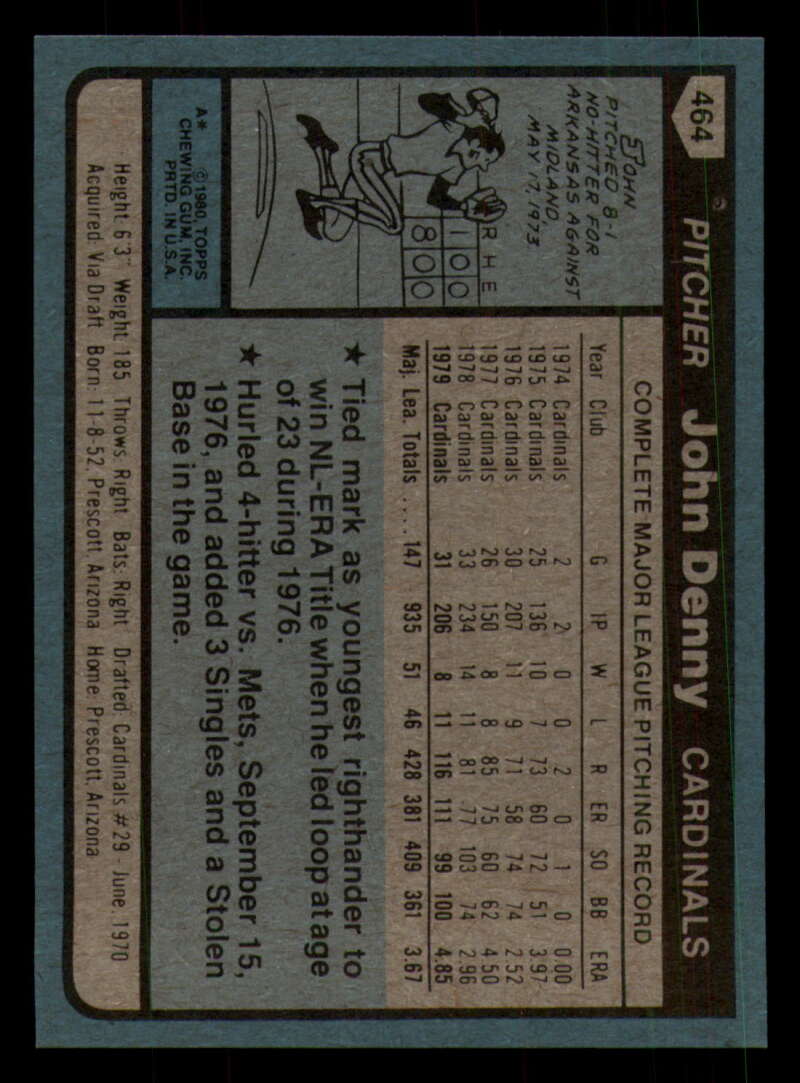 464 PITCHER John Denny CARDINALS
JOHN
PITCHED 8-1
NO-HITTER FOR
ARKANSAS AGAINST
MIDLAND,
MAY 17, 1973
R H E
1 0 0
8 0 0
A* ©1980, TOPPS
CHEWING GUM, INC.
PRTD. IN U.S.A.
COMPLETE MAJOR LEAGUE PITCHING RECORD
Year Club G IP W L R ER SO BB ERA
1974 Cardinals 2 2 0 0 2 0 1 0 0.00
1975 Cardinals 25 136 10 7 73 60 72 51 3.97
1976 Cardinals 30 207 11 9 71 58 74 74 2.52
1977 Cardinals 26 150 8 8 85 75 60 62 4.50
1978 Cardinals 33 234 14 11 81 77 103 74 2.96
1979 Cardinals 31 206 8 11 116 111 99 100 4.85
Maj. Lea. Totals .... 147 935 51 46 428 381 409 361 3.67
★ Tied mark as youngest righthander to
win NL-ERA Title when he led loop at age
of 23 during 1976.
★ Hurled 4-hitter vs. Mets, September 15,
1976, and added 3 Singles and a Stolen
Base in the game.
Height: 6'3" Weight: 185 Throws: Right Bats: Right Drafted: Cardinals #29 - June, 1970
Acquired: Via Draft Born: 11-8-52, Prescott, Arizona Home: Prescott, Arizona